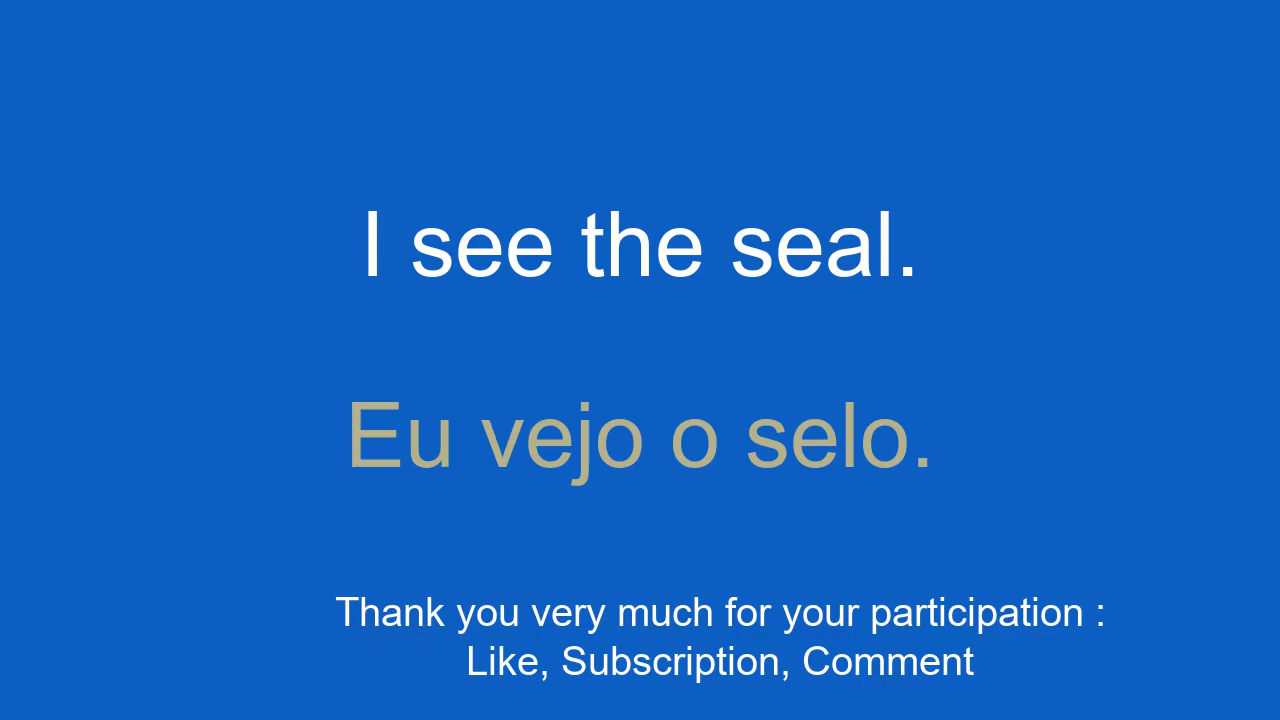 I see the seal.
Eu vejo o selo.
Thank you very much for your participation :
Like, Subscription, Comment